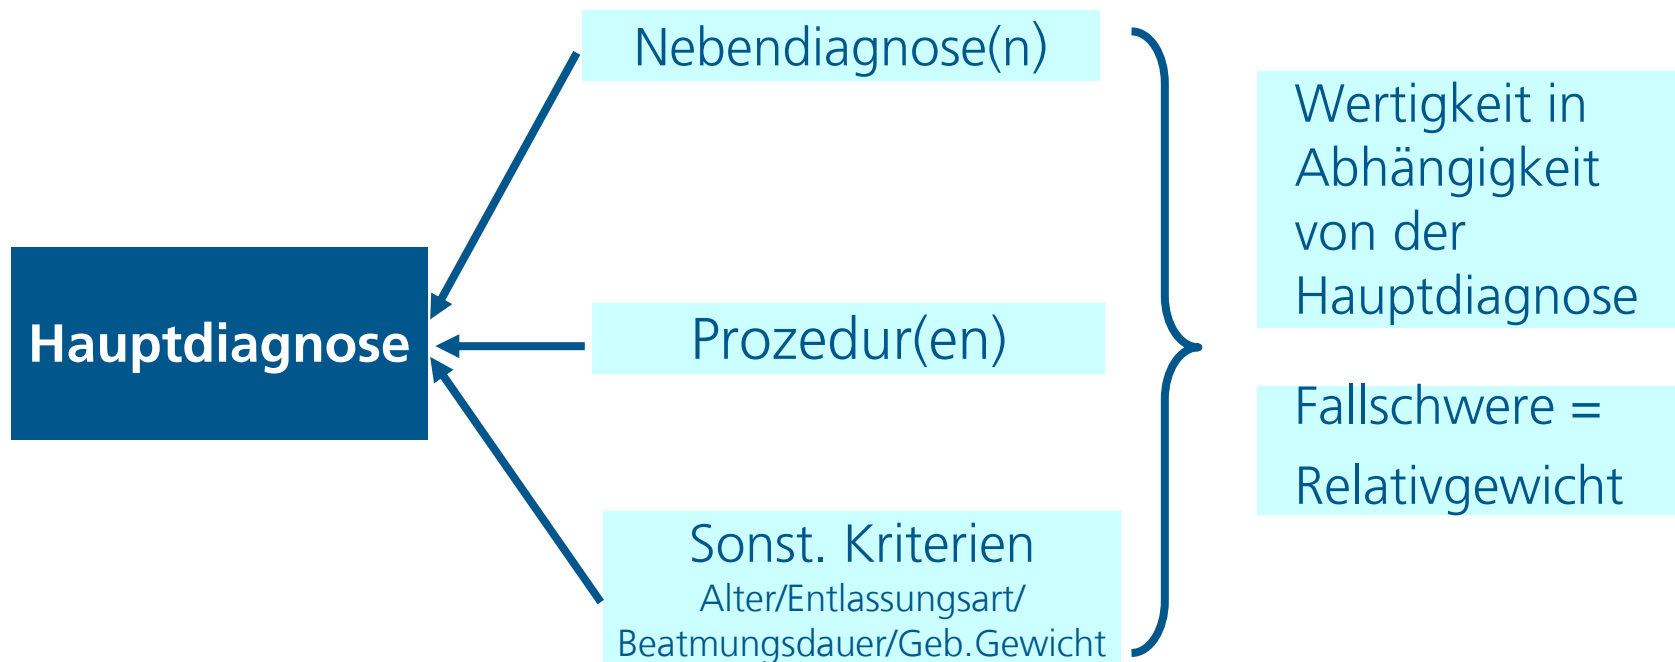 Nebendiagnose(n)
Hauptdiagnose
Prozedur(en)
Sonst. Kriterien
Alter/Entlassungsart/
Beatmungsdauer/Geb.Gewicht
Wertigkeit in
Abhängigkeit
von der
Hauptdiagnose
Fallschwere =
Relativgewicht